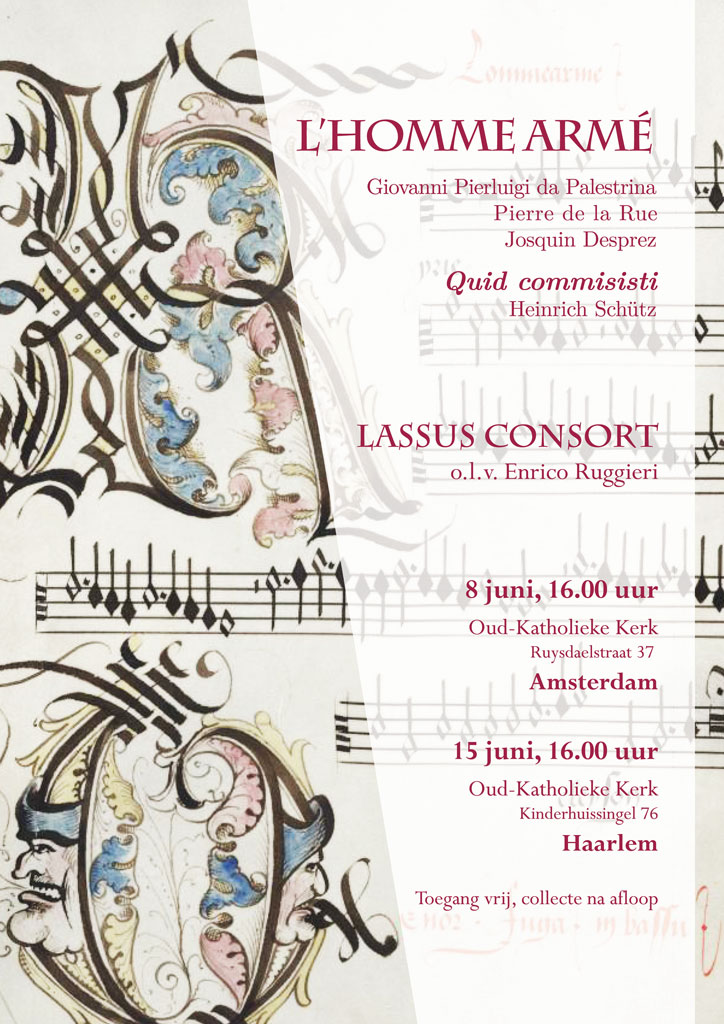 Lommearme
L'HOMME ARMÉ
Giovanni Pierluigi da Palestrina
Pierre de la Rue
Josquin Desprez
Quid commisisti
Heinrich Schütz
LASSUS CONSORT
o.l.v. Enrico Ruggieri
8 juni, 16.00 uur
Oud-Katholieke Kerk
Ruysdaelstraat 37
Amsterdam
15 juni, 16.00 uur
Oud-Katholieke Kerk
Kinderhuissingel 76
Haarlem
Toegang vrij, collecte na afloop